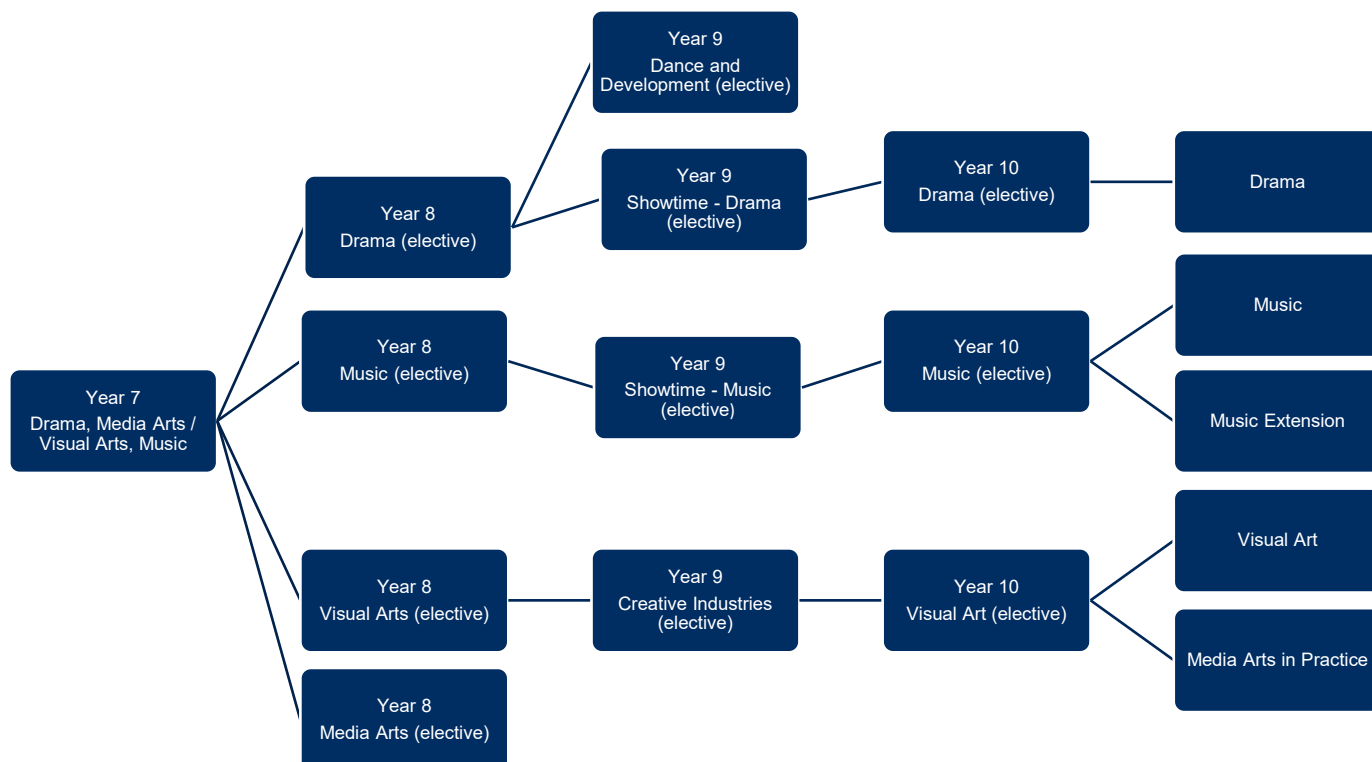 Year 7
Drama, Media Arts /
Visual Arts, Music
Year 8
Drama (elective)
Year 8
Music (elective)
Year 8
Visual Arts (elective)
Year 8
Media Arts (elective)
Year 9
Dance and
Development (elective)
Year 9
Showtime - Drama
(elective)
Year 9
Showtime - Music
(elective)
Year 9
Creative Industries
(elective)
Year 10
Drama (elective)
Year 10
Music (elective)
Year 10
Visual Art (elective)
Drama
Music
Music Extension
Visual Art
Media Arts in Practice